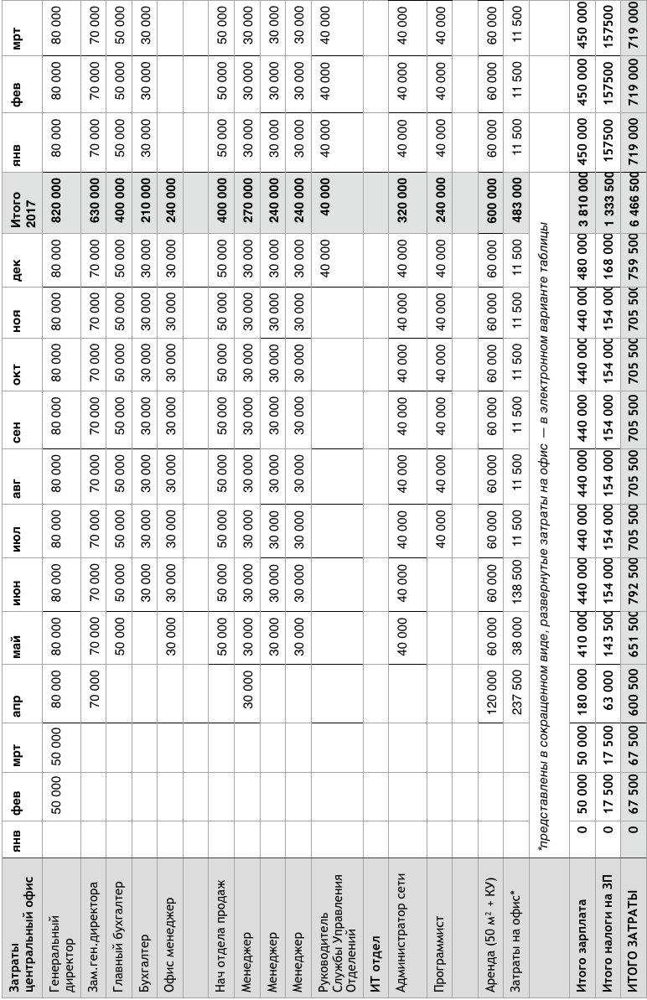 Затраты центральный офис янв фев мрт апр май июн июл авг сен окт ноя дек Итого 2017 янв фев мрт
Генеральный директор 50 000 50 000 80 000 80 000 80 000 80 000 80 000 80 000 80 000 80 000 80 000 820 000 80 000 80 000 80 000
Зам.ген.директора 70 000 70 000 70 000 70 000 70 000 70 000 70 000 70 000 70 000 630 000 70 000 70 000 70 000
Главный бухгалтер 50 000 50 000 50 000 50 000 50 000 50 000 50 000 50 000 400 000 50 000 50 000 50 000
Бухгалтер 30 000 30 000 30 000 30 000 30 000 30 000 30 000 210 000 30 000 30 000 30 000
Офис менеджер 30 000 30 000 30 000 30 000 30 000 30 000 30 000 30 000 240 000
Нач отдела продаж 50 000 50 000 50 000 50 000 50 000 50 000 50 000 50 000 400 000 50 000 50 000 50 000
Менеджер 30 000 30 000 30 000 30 000 30 000 30 000 30 000 30 000 30 000 270 000 30 000 30 000 30 000
Менеджер 30 000 30 000 30 000 30 000 30 000 30 000 30 000 30 000 240 000 30 000 30 000 30 000
Менеджер 30 000 30 000 30 000 30 000 30 000 30 000 30 000 30 000 240 000 30 000 30 000 30 000
Руководитель Службы Управления Отделений 40 000 40 000 40 000 40 000 40 000
ИТ отдел
Администратор сети 40 000 40 000 40 000 40 000 40 000 40 000 40 000 40 000 320 000 40 000 40 000 40 000
Программист 40 000 40 000 40 000 40 000 40 000 40 000 240 000 40 000 40 000 40 000
Аренда (50 м² + КУ) 120 000 60 000 60 000 60 000 60 000 60 000 60 000 60 000 60 000 600 000 60 000 60 000 60 000
Затраты на офис* 237 500 38 000 138 500 11 500 11 500 11 500 11 500 11 500 11 500 483 000 11 500 11 500 11 500
*представлены в сокращенном виде, развернутые затраты на офис — в электронном варианте таблицы
Итого зарплата 0 50 000 50 000 180 000 410 000 440 000 440 000 440 000 440 000 440 000 440 000 480 000 3 810 000 450 000 450 000 450 000
Итого налоги на ЗП 0 17 500 17 500 63 000 143 500 154 000 154 000 154 000 154 000 154 000 154 000 168 000 1 333 500 157500 157500 157500
ИТОГО ЗАТРАТЫ 0 67 500 67 500 600 500 651 500 792 500 705 500 705 500 705 500 705 500 705 500 759 500 6 466 500 719 000 719 000 719 000